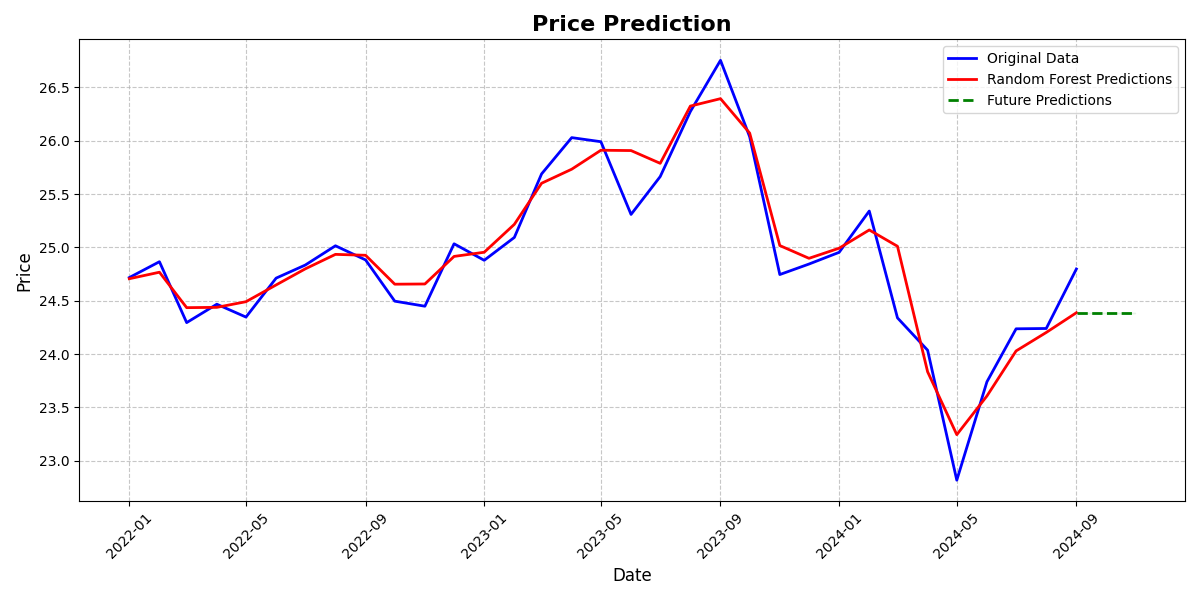 Price Prediction
Original Data
Random Forest Predictions
Future Predictions
Price
26.5
26.0
25.5
25.0
24.5
24.0
23.5
23.0
2022-01
2022-05
2022-09
2023-01
2023-05
2023-09
2024-01
2024-05
2024-09
Date